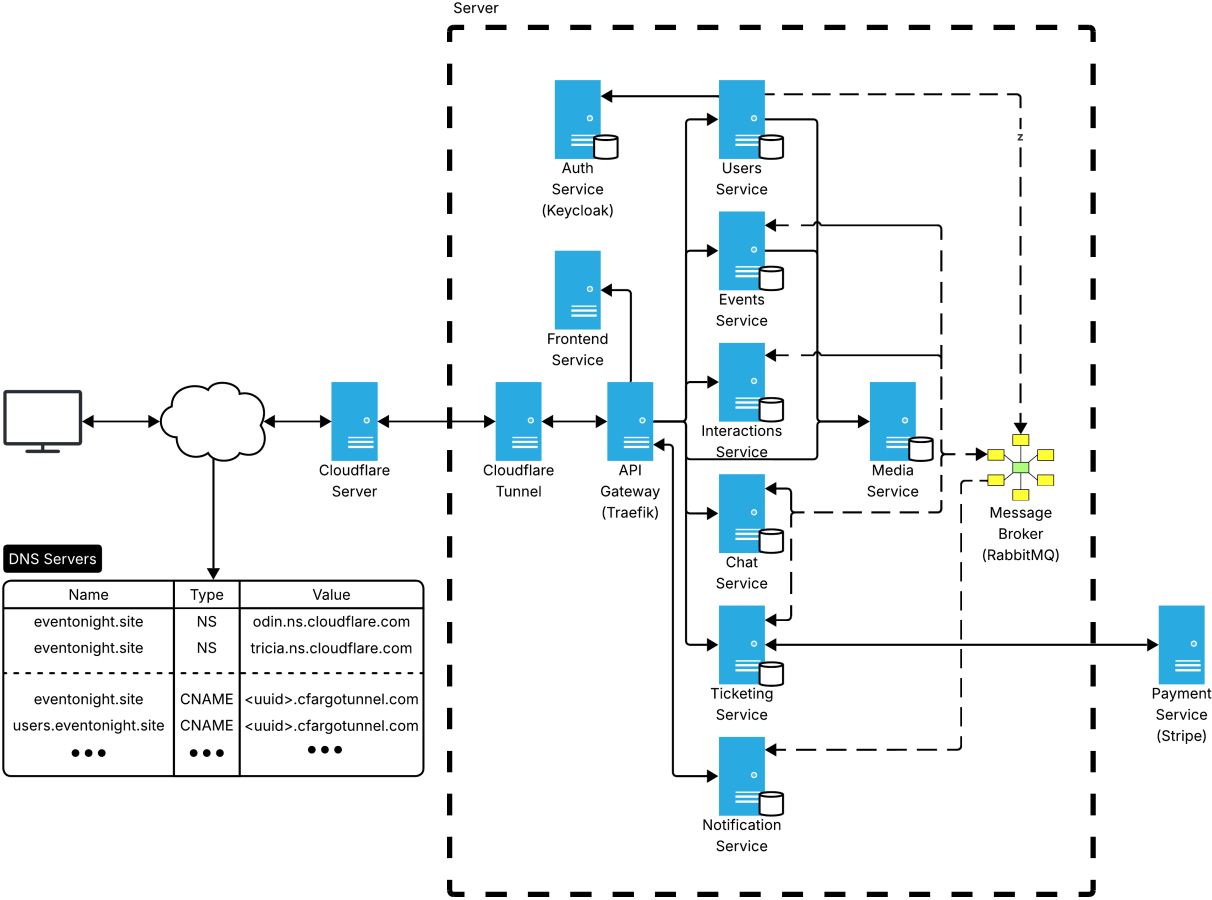 Server
Auth
Service
(Keycloak)
Users
Service
z
Events
Service
Frontend
Service
Interactions
Service
Cloudflare
Server
Cloudflare
Tunnel
API
Gateway
(Traefik)
Media
Service
Message
Broker
(RabbitMQ)
Chat
Service
DNS Servers
Name Type Value
eventonight.site NS odin.ns.cloudflare.com
eventonight.site NS tricia.ns.cloudflare.com
eventonight.site CNAME <uuid>.cfargotunnel.com
users.eventonight.site CNAME <uuid>.cfargotunnel.com
●●● ●●● ●●●
Ticketing
Service
Payment
Service
(Stripe)
Notification
Service